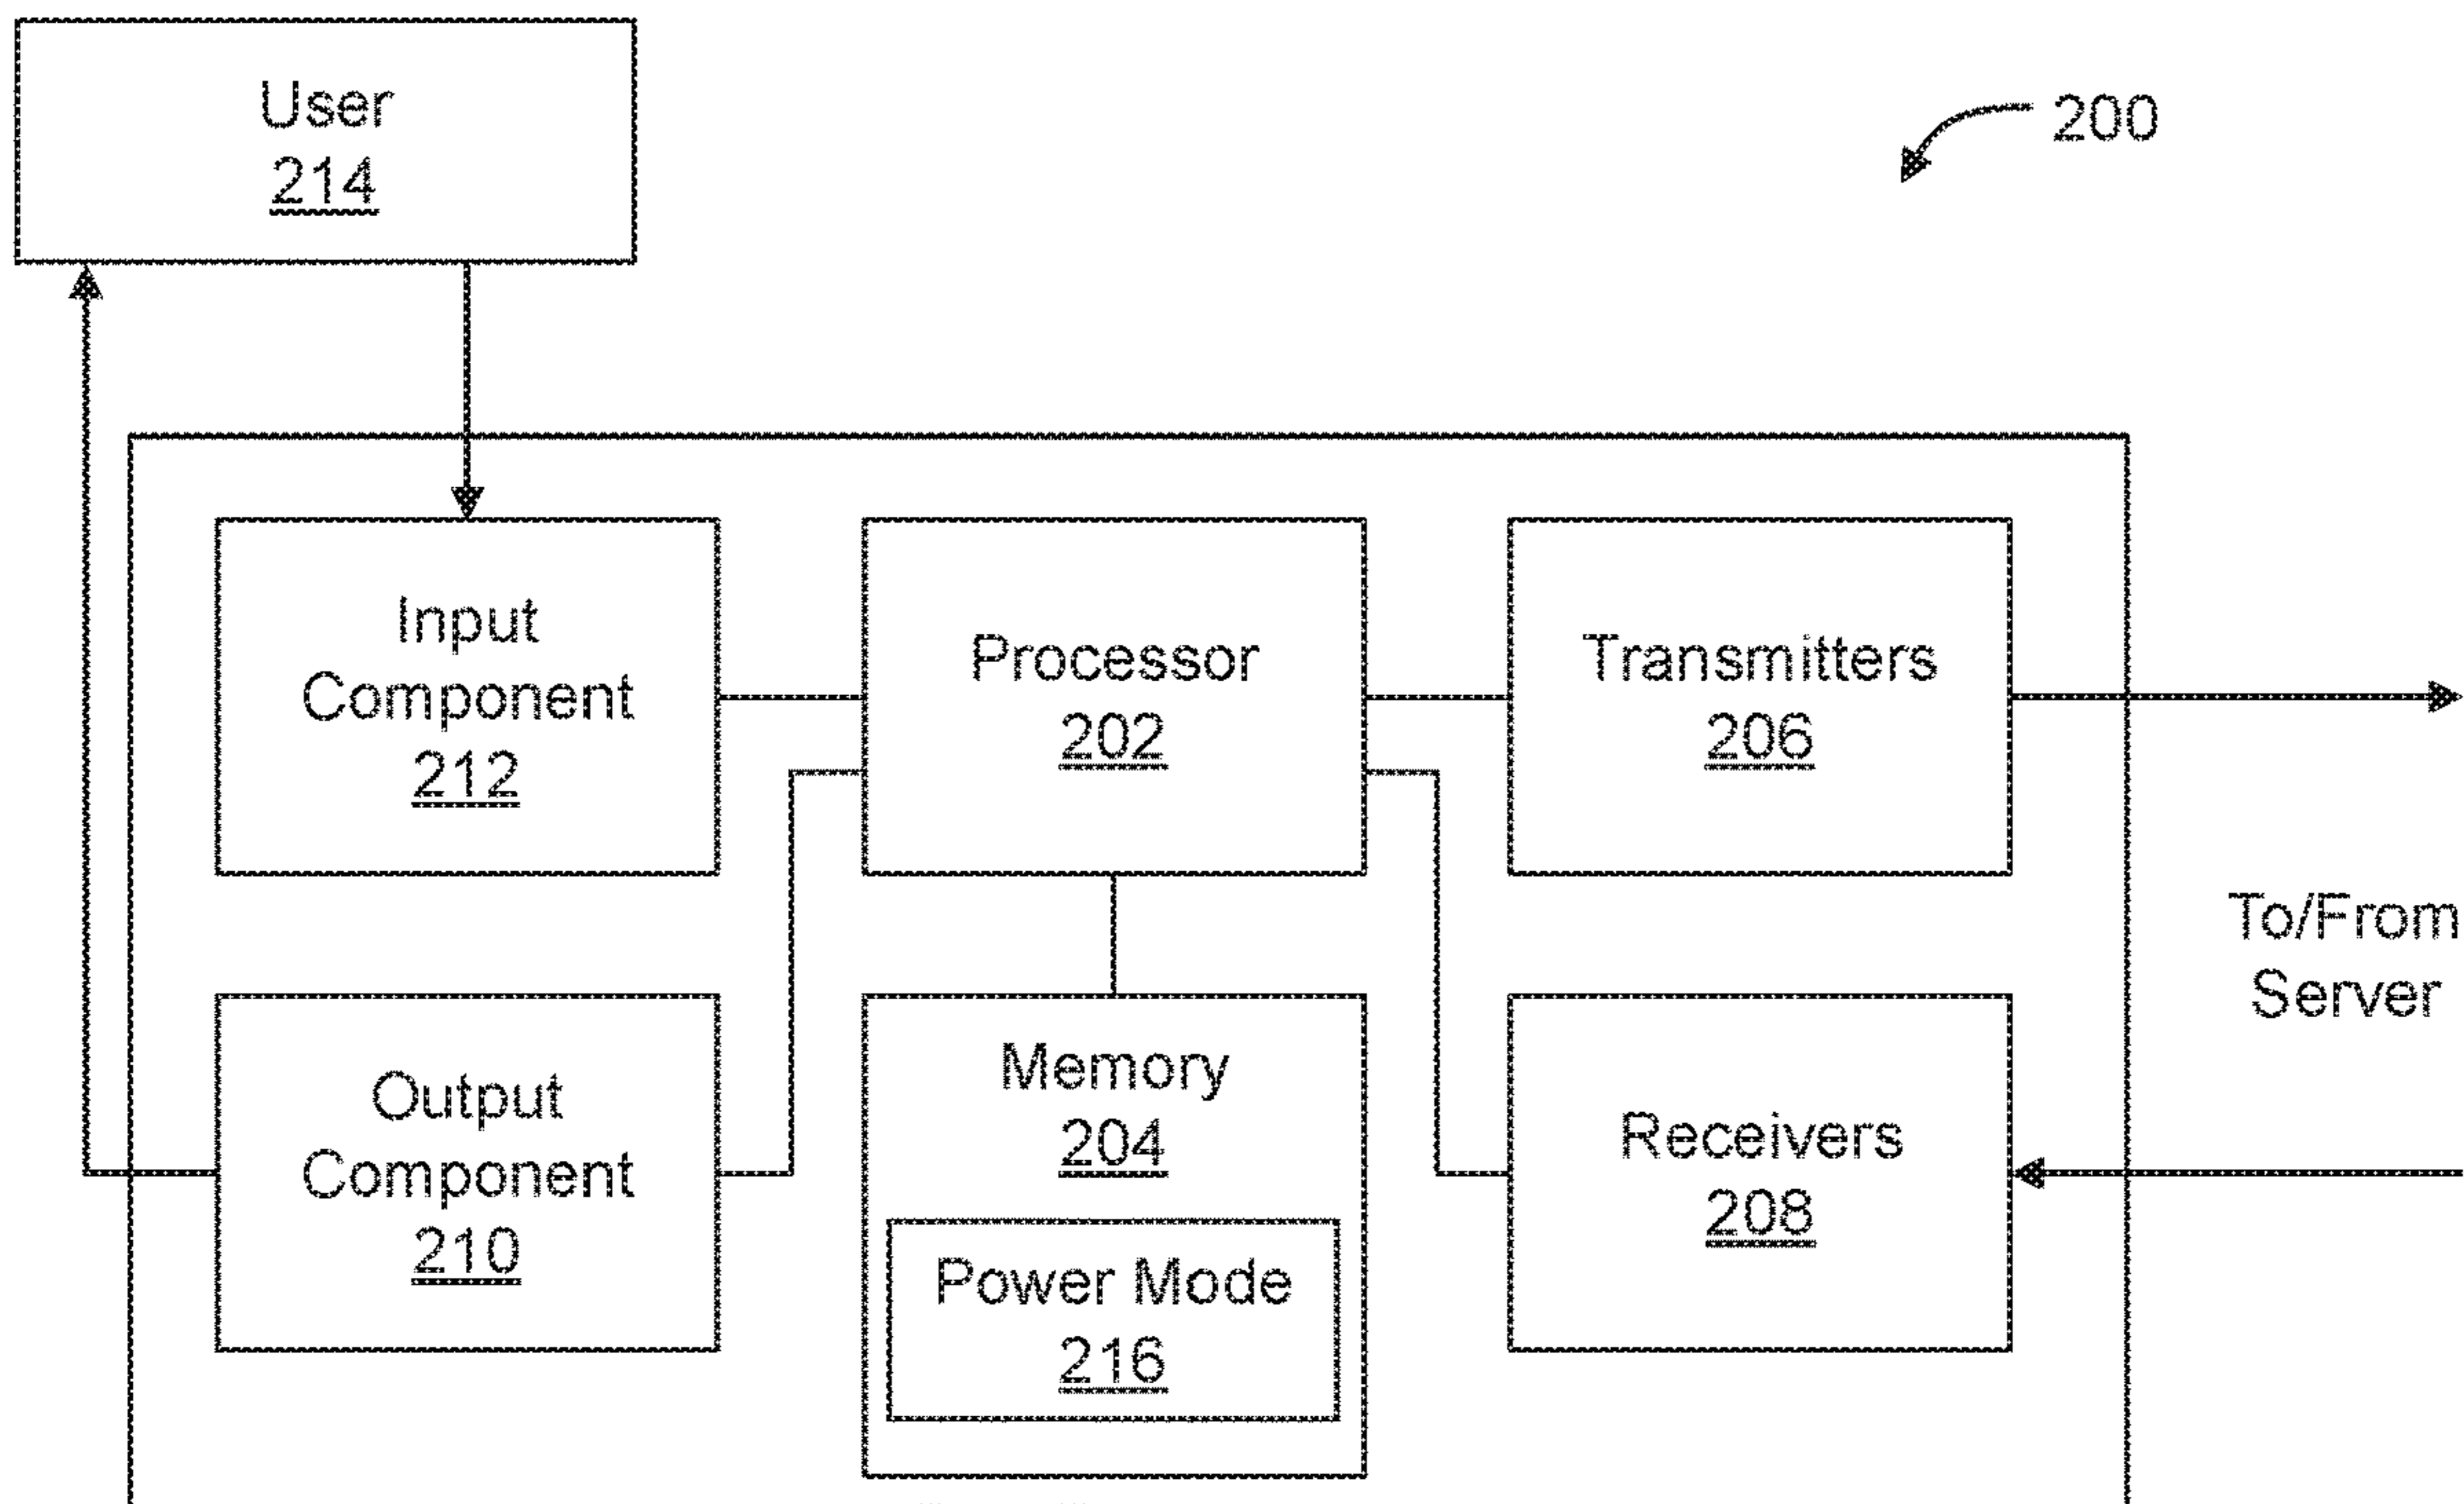 User
214
200
Input
Component
212
Processor
202
Transmitters
206
To/From
Server
Output
Component
210
Memory
204
Power Mode
216
Receivers
208